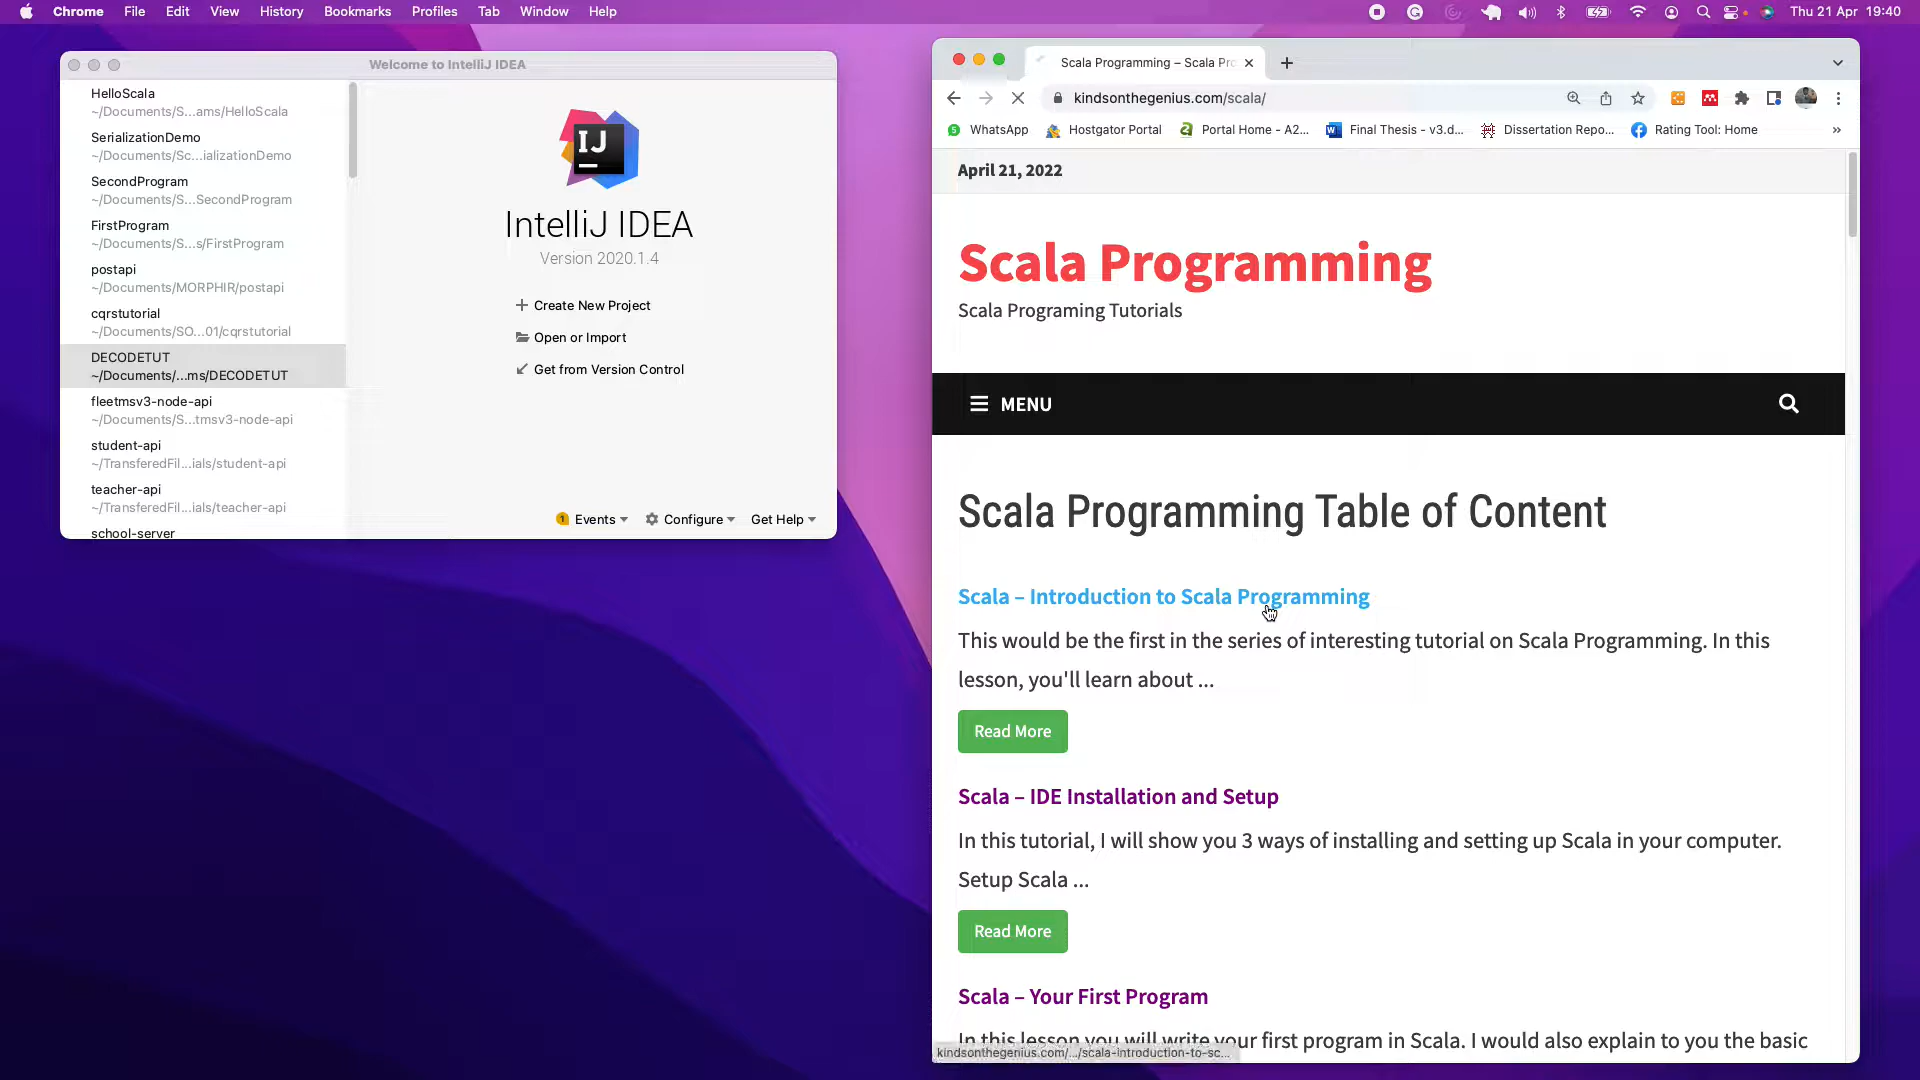 Chrome File Edit View History Bookmarks Profiles Tab Window Help Thu 21 Apr 19:40
Welcome to IntelliJ IDEA
HelloScala
~/Documents/S...ams/HelloScala
SerializationDemo
~/Documents/Sc...ializationDemo
SecondProgram
~/Documents/S...SecondProgram
FirstProgram
~/Documents/S...s/FirstProgram
postapi
~/Documents/MORPHIR/postapi
cqrstutorial
~/Documents/SO...01/cqrstutorial
DECODETUT
~/Documents/...ms/DECODETUT
fleetmsv3-node-api
~/Documents/S...tmsv3-node-api
student-api
~/TransferedFil...ials/student-api
teacher-api
~/TransferedFil...ials/teacher-api
school-server
IJ
IntelliJ IDEA
Version 2020.1.4
Create New Project
Open or Import
Get from Version Control
1 Events Configure Get Help
Scala Programming – Scala Pro
kindsonthegenius.com/scala/
WhatsApp Hostgator Portal Portal Home - A2... Final Thesis - v3.d... Dissertation Repo... Rating Tool: Home »
April 21, 2022
Scala Programming
Scala Programing Tutorials
MENU
Scala Programming Table of Content
Scala – Introduction to Scala Programming
This would be the first in the series of interesting tutorial on Scala Programming. In this
lesson, you'll learn about ...
Read More
Scala – IDE Installation and Setup
In this tutorial, I will show you 3 ways of installing and setting up Scala in your computer.
Setup Scala ...
Read More
Scala – Your First Program
In this lesson you will write your first program in Scala. I would also explain to you the basic
kindsonthegenius.com/.../scala-introduction-to-sc...